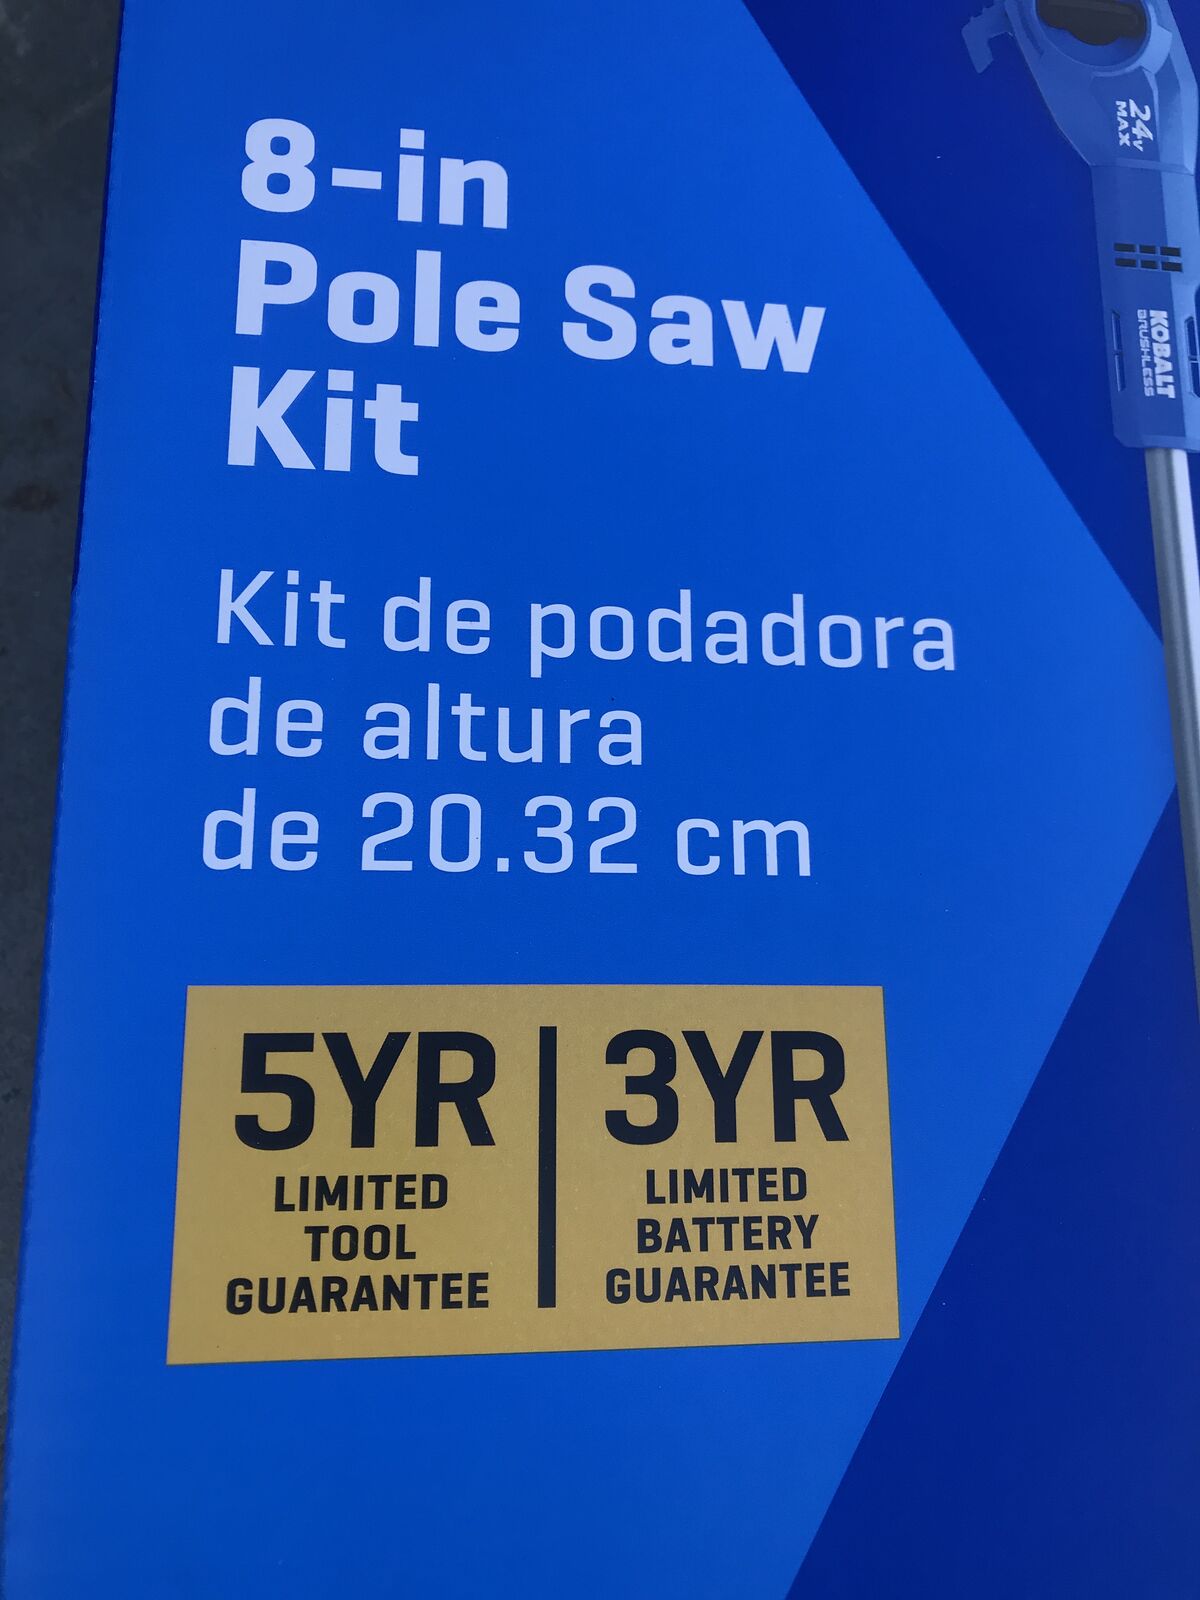 8-in
Pole Saw
Kit
Kit de podadora
de altura
de 20.32 cm
5YR
LIMITED
TOOL
GUARANTEE
3YR
LIMITED
BATTERY
GUARANTEE
24v
MAX
KOBALT
BRUSHLESS